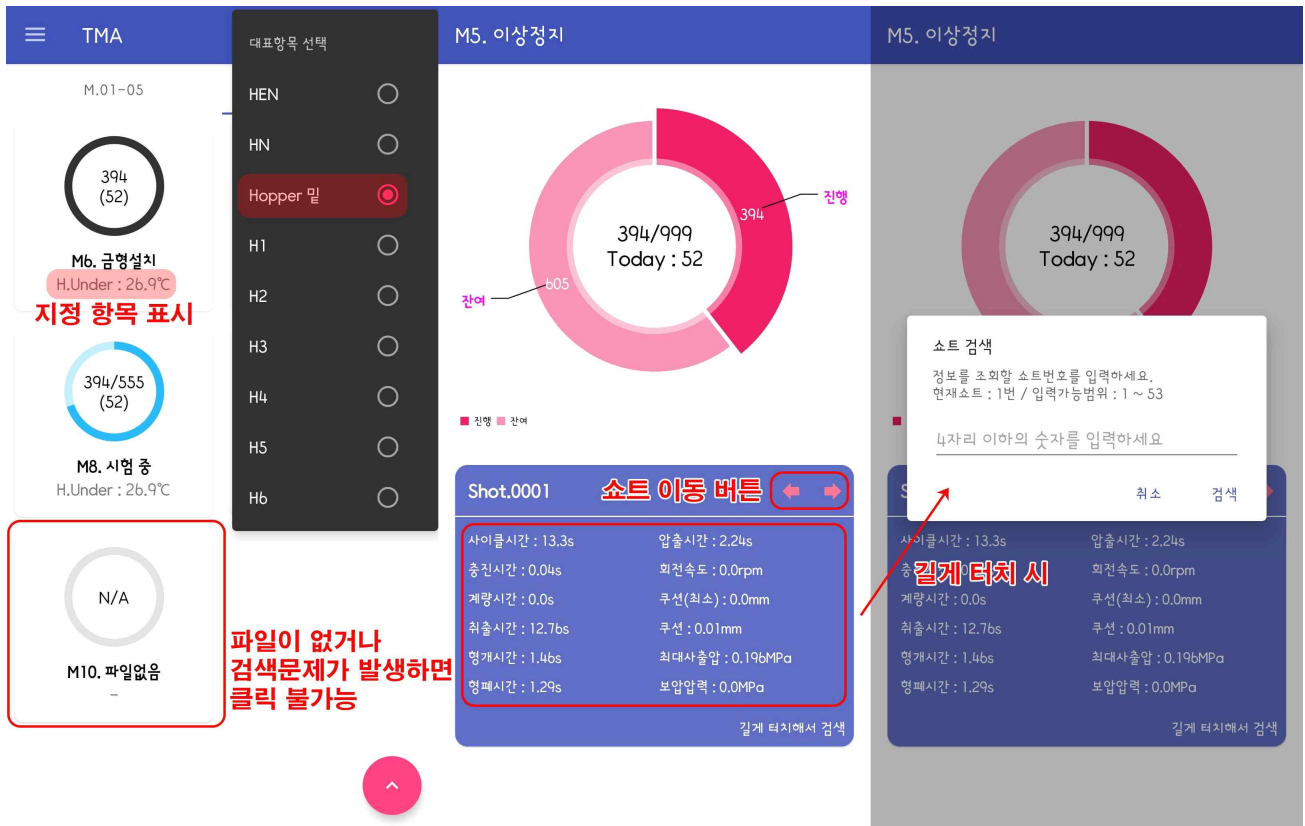 TMA
M.01-05
394
(52)
M6. 금형설치
H.Under : 26.9℃
지정 항목 표시
394/555
(52)
M8. 시험 중
H.Under : 26.9℃
N/A
M10. 파일없음
-
파일이 없거나
검색문제가 발생하면
클릭 불가능
대표항목 선택
HEN
HN
Hopper 밑
H1
H2
H3
H4
H5
H6
M5. 이상정지
진행
394
394/999
Today : 52
605
잔여
진행 잔여
Shot.0001
쇼트 이동 버튼
사이클시간 : 13.3s 압출시간 : 2.24s
충진시간 : 0.04s 회전속도 : 0.0rpm
계량시간 : 0.0s 쿠션(최소) : 0.0mm
취출시간 : 12.76s 쿠션 : 0.01mm
형개시간 : 1.46s 최대사출압 : 0.196MPa
형폐시간 : 1.29s 보압압력 : 0.0MPa
길게 터치해서 검색
M5. 이상정지
394/999
Today : 52
쇼트 검색
정보를 조회할 쇼트번호를 입력하세요.
현재쇼트 : 1번 / 입력가능범위 : 1 ~ 53
4자리 이하의 숫자를 입력하세요
취소 검색
S
사이클시간 : 13.3s 압출시간 : 2.24s
길게 터치 시
충 회전속도 : 0.0rpm
계량시간 : 0.0s 쿠션(최소) : 0.0mm
취출시간 : 12.76s 쿠션 : 0.01mm
형개시간 : 1.46s 최대사출압 : 0.196MPa
형폐시간 : 1.29s 보압압력 : 0.0MPa
길게 터치해서 검색